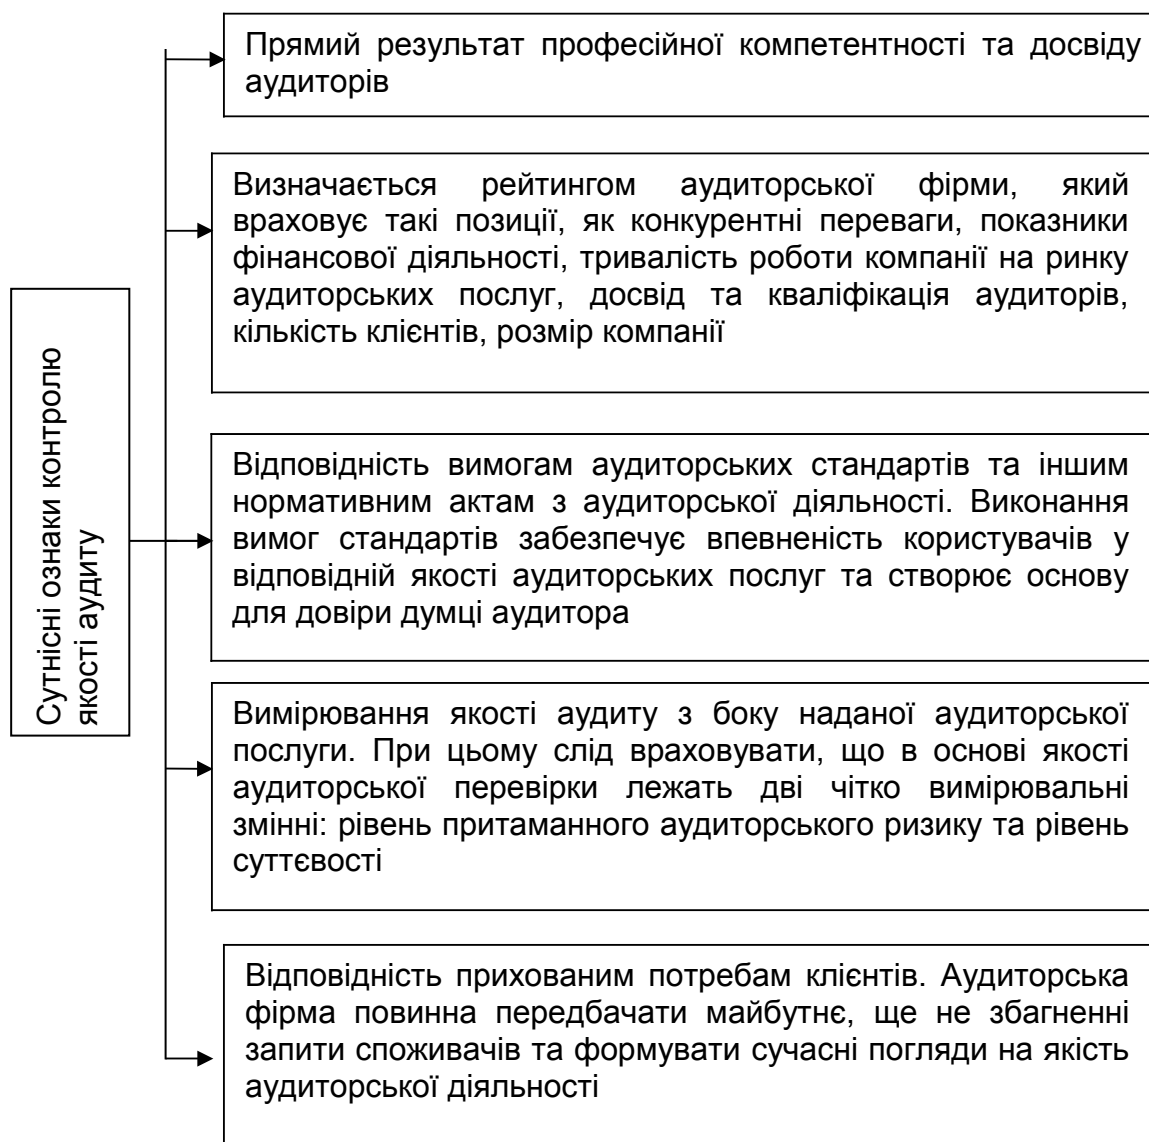 Прямий результат професійної компетентності та досвіду
аудиторів
Визначається рейтингом аудиторської фірми, який
враховує такі позиції, як конкурентні переваги, показники
фінансової діяльності, тривалість роботи компанії на ринку
аудиторських послуг, досвід та кваліфікація аудиторів,
кількість клієнтів, розмір компанії
Сутнісні ознаки контролю
якості аудиту
Відповідність вимогам аудиторських стандартів та іншим
нормативним актам з аудиторської діяльності. Виконання
вимог стандартів забезпечує впевненість користувачів у
відповідній якості аудиторських послуг та створює основу
для довіри думці аудитора
Вимірювання якості аудиту з боку наданої аудиторської
послуги. При цьому слід враховувати, що в основі якості
аудиторської перевірки лежать дві чітко вимірювальні
змінні: рівень притаманного аудиторського ризику та рівень
суттєвості
Відповідність прихованим потребам клієнтів. Аудиторська
фірма повинна передбачати майбутнє, ще не збагненні
запити споживачів та формувати сучасні погляди на якість
аудиторської діяльності